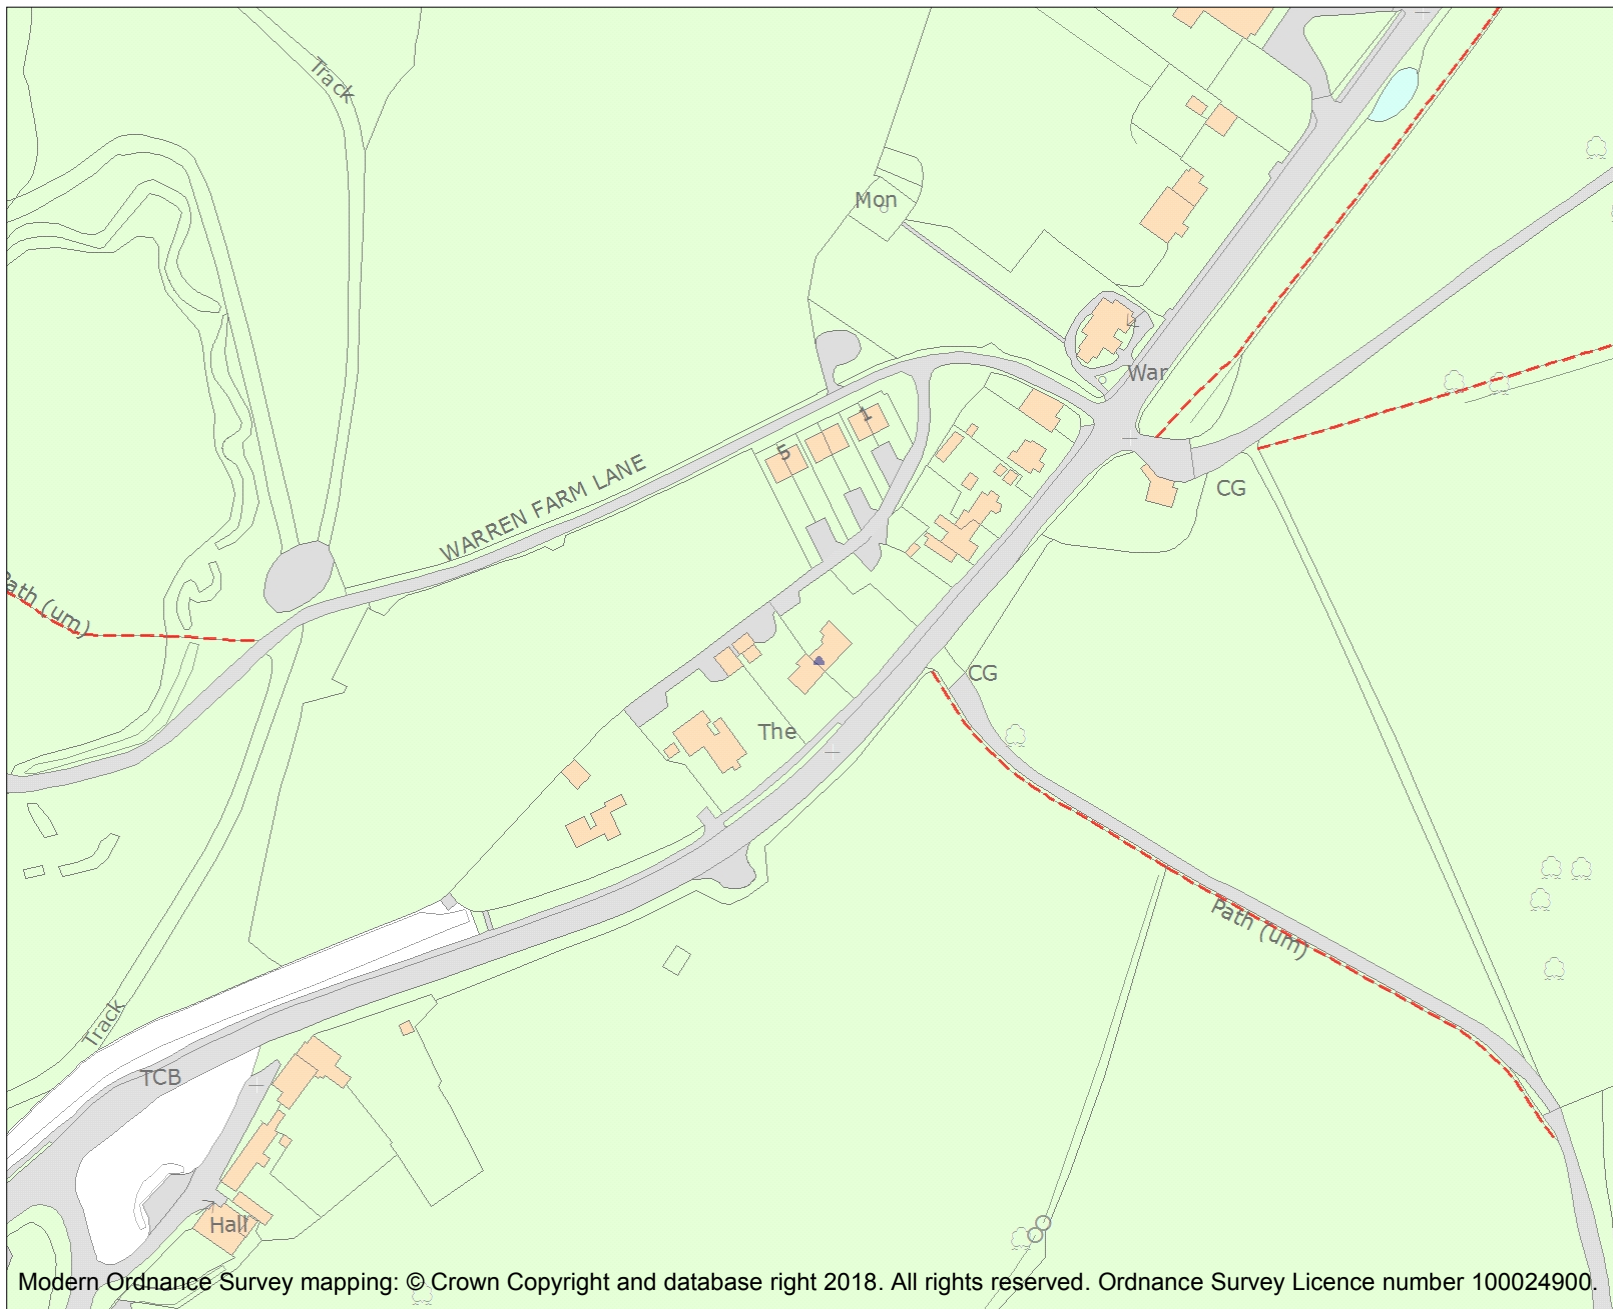 Track
Mon
War
1
5
WARREN FARM LANE
CG
Path (um)
CG
The
Path (um)
Track
TCB
Hall
Modern Ordnance Survey mapping: © Crown Copyright and database right 2018. All rights reserved. Ordnance Survey Licence number 100024900.